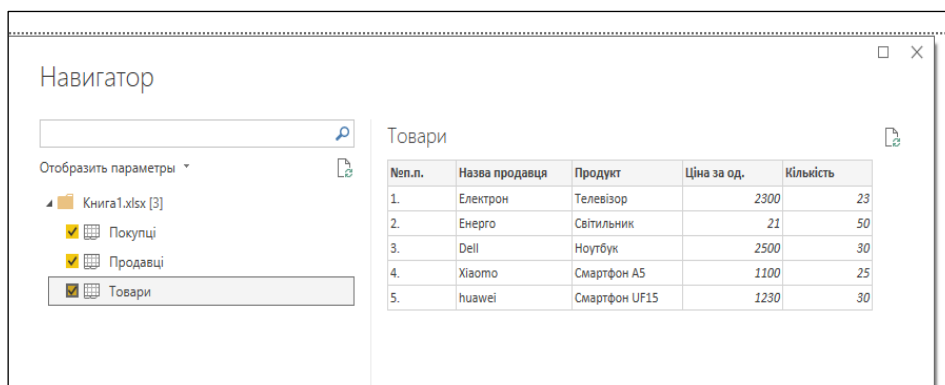 Навигатор
Отобразить параметры
Книга1.xlsx [3]
Покупці
Продавці
Товари
Товари
№п.п. Назва продавця Продукт Ціна за од. Кількість
1. Електрон Телевізор 2300 23
2. Енерго Світильник 21 50
3. Dell Ноутбук 2500 30
4. Xiaomo Смартфон А5 1100 25
5. huawei Смартфон UF15 1230 30